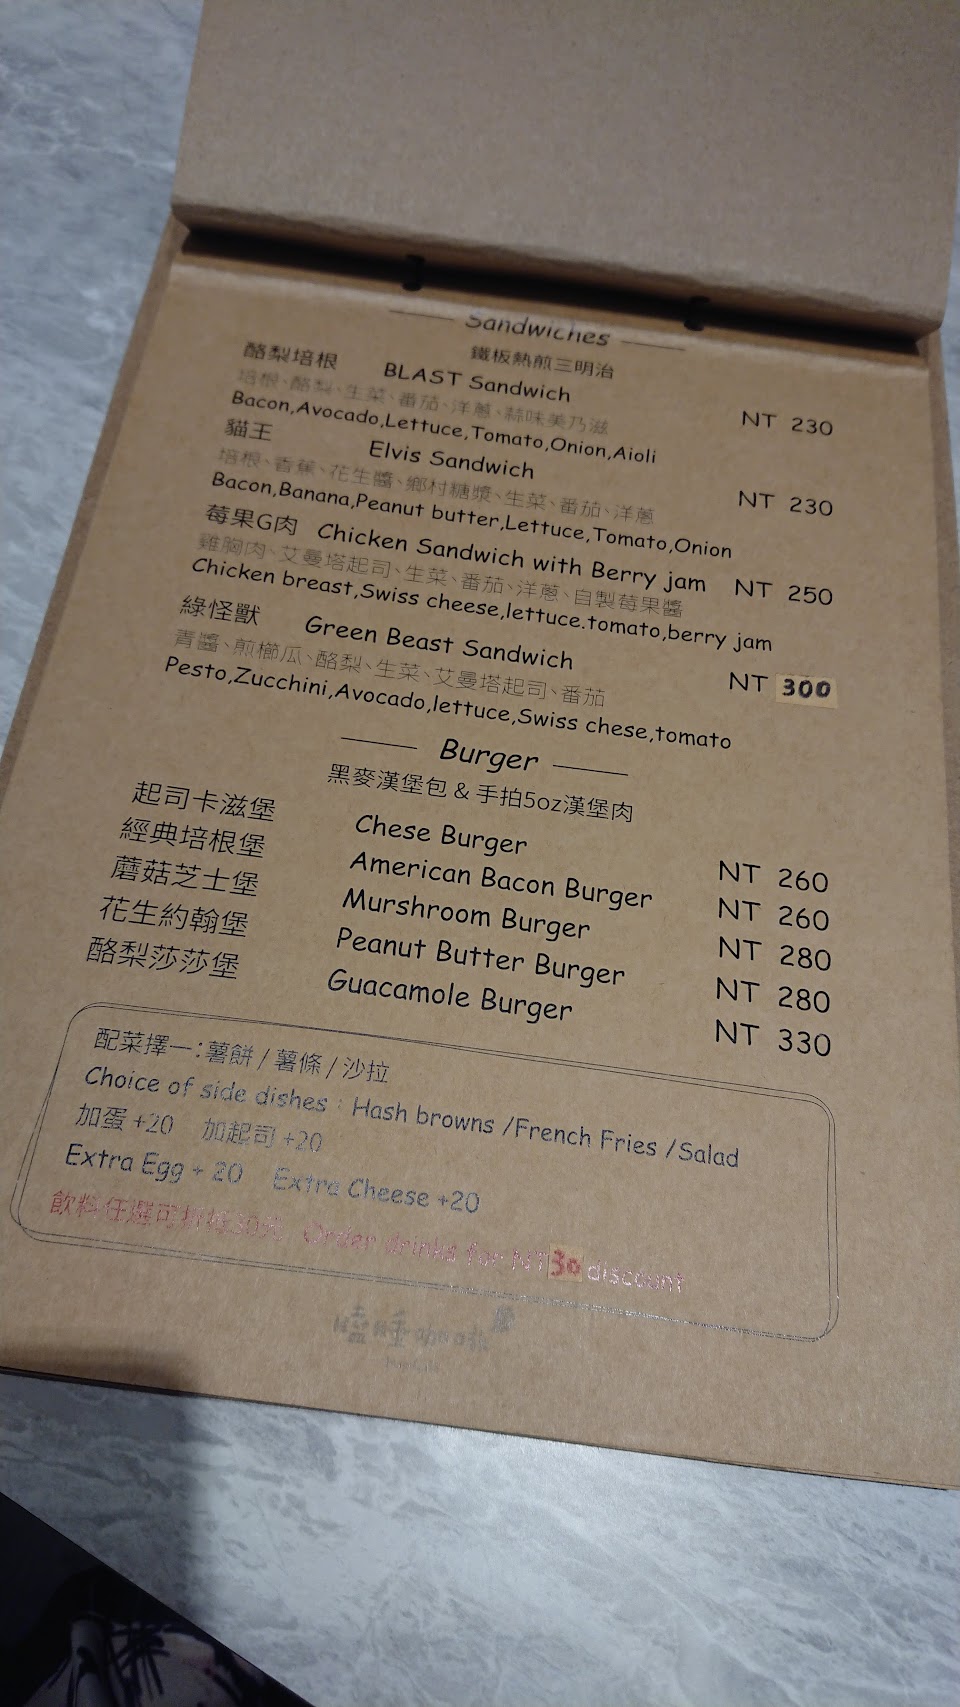 Sandwiches
鐵板熱煎三明治
酪梨培根 BLAST Sandwich NT 230
培根、酪梨、生菜、番茄、洋蔥、蒜味美乃滋
Bacon,Avocado,Lettuce,Tomato,Onion,Aioli
貓王 Elvis Sandwich NT 230
培根、香蕉、花生醬、鄉村糖漿、生菜、番茄、洋蔥
Bacon,Banana,Peanut butter,Lettuce,Tomato,Onion
莓果G肉 Chicken Sandwich with Berry jam NT 250
雞胸肉、艾曼塔起司、生菜、番茄、洋蔥、自製莓果醬
Chicken breast,Swiss cheese,lettuce.tomato,berry jam
綠怪獸 Green Beast Sandwich NT 300
青醬、煎櫛瓜、酪梨、生菜、艾曼塔起司、番茄
Pesto,Zucchini,Avocado,lettuce,Swiss chese,tomato
Burger
黑麥漢堡包 & 手拍5oz漢堡肉
起司卡滋堡 Chese Burger NT 260
經典培根堡 American Bacon Burger NT 260
蘑菇芝士堡 Murshroom Burger NT 280
花生約翰堡 Peanut Butter Burger NT 280
酪梨莎莎堡 Guacamole Burger NT 330
配菜擇一：薯餅 / 薯條 / 沙拉
Choice of side dishes : Hash browns /French Fries /Salad
加蛋 +20 加起司 +20
Extra Egg + 20 Extra Cheese +20
飲料任選可折抵30元 Order drinks for NT30 discount